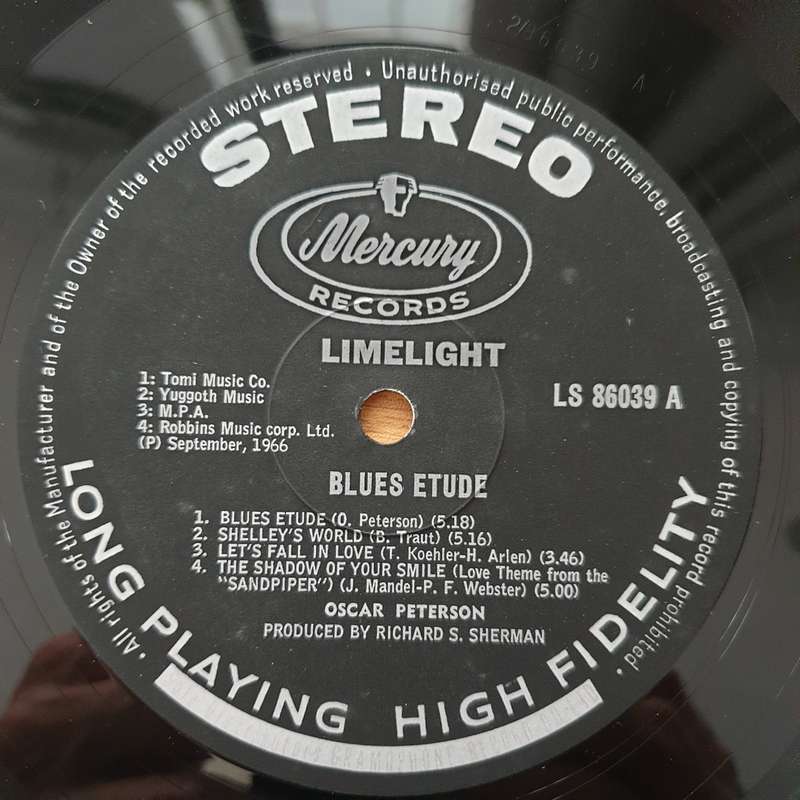 · All rights of the Manufacturer and of the Owner of the recorded work reserved · Unauthorised public performance, broadcasting and copying of this record prohibited ·
STEREO
Mercury
RECORDS
LIMELIGHT
1: Tomi Music Co.
2: Yuggoth Music
3: M.P.A.
4: Robbins Music corp. Ltd.
(P) September, 1966
LS 86039 A
BLUES ETUDE
1. BLUES ETUDE (O. Peterson) (5.18)
2. SHELLEY'S WORLD (B. Traut) (5.16)
3. LET'S FALL IN LOVE (T. Koehler-H. Arlen) (3.46)
4. THE SHADOW OF YOUR SMILE (Love Theme from the
"SANDPIPER") (J. Mandel-P. F. Webster) (5.00)
OSCAR PETERSON
PRODUCED BY RICHARD S. SHERMAN
LONG PLAYING HIGH FIDELITY